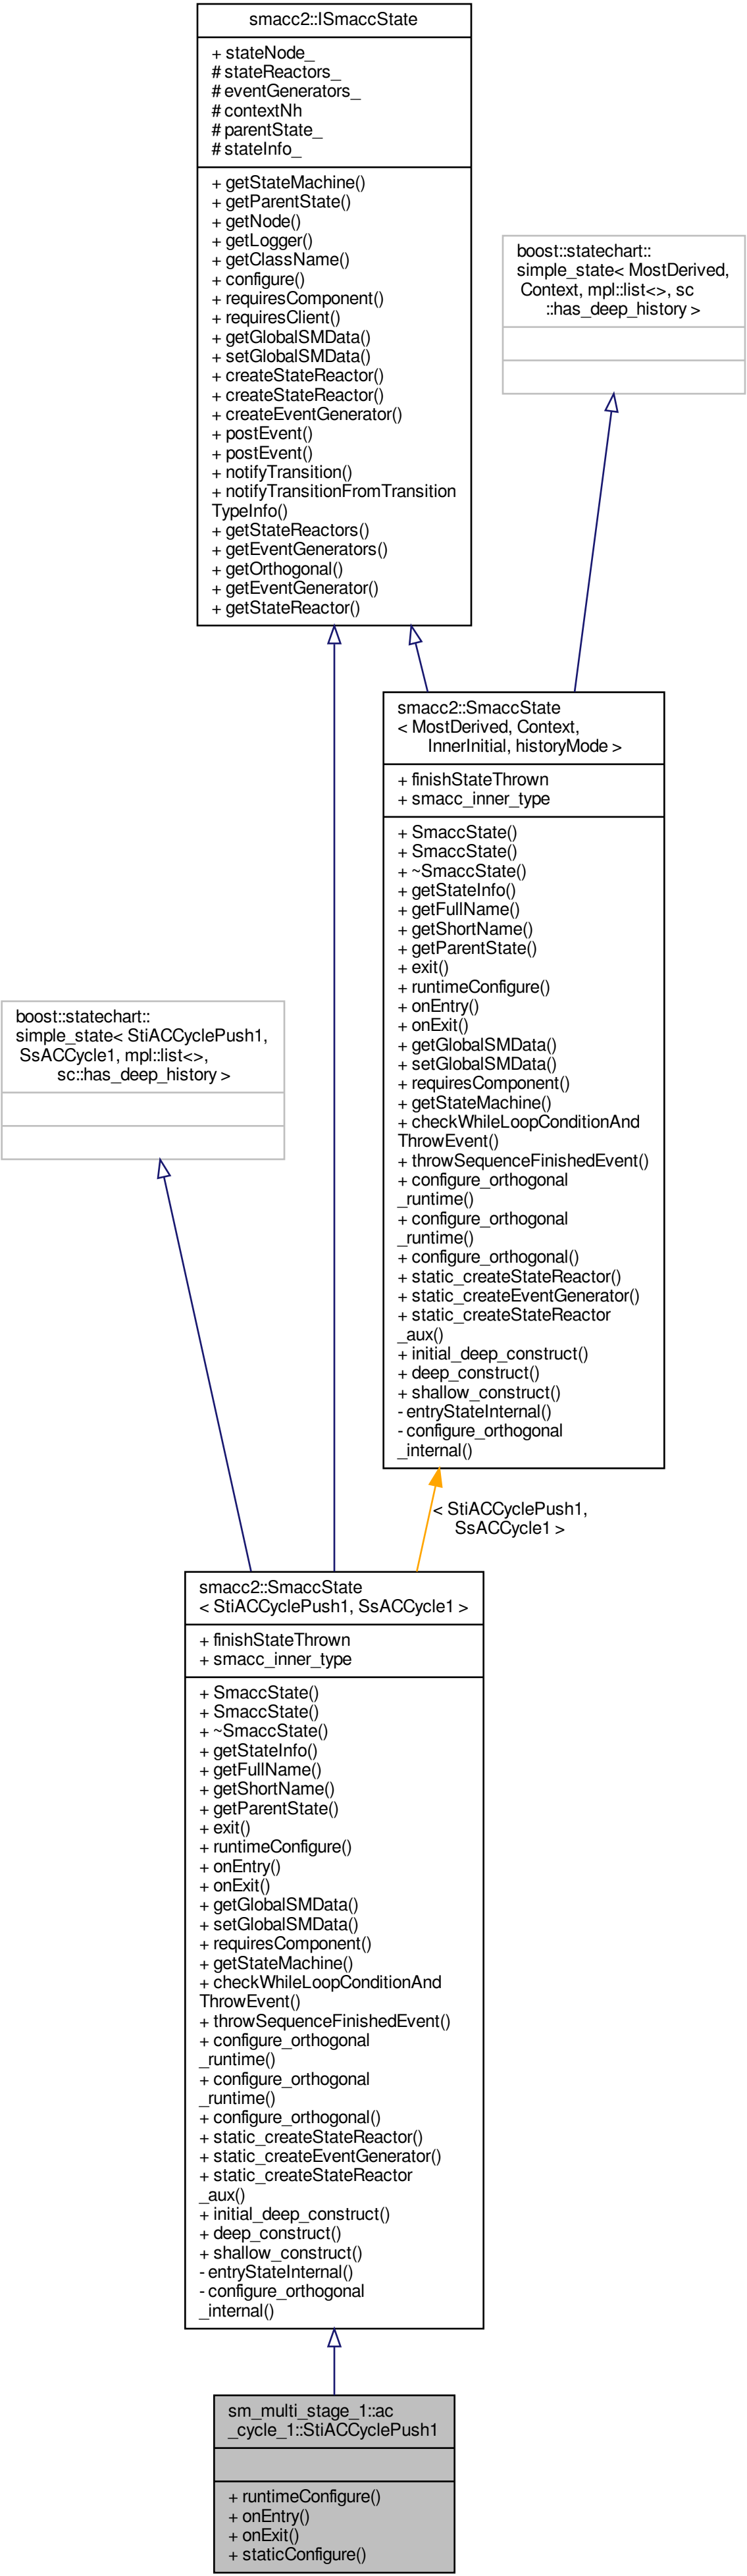 smacc2::ISmaccState
+ stateNode_
# stateReactors_
# eventGenerators_
# contextNh
# parentState_
# stateInfo_
+ getStateMachine()
+ getParentState()
+ getNode()
+ getLogger()
+ getClassName()
+ configure()
+ requiresComponent()
+ requiresClient()
+ getGlobalSMData()
+ setGlobalSMData()
+ createStateReactor()
+ createStateReactor()
+ createEventGenerator()
+ postEvent()
+ postEvent()
+ notifyTransition()
+ notifyTransitionFromTransition
TypeInfo()
+ getStateReactors()
+ getEventGenerators()
+ getOrthogonal()
+ getEventGenerator()
+ getStateReactor()
boost::statechart::
simple_state< MostDerived,
Context, mpl::list<>, sc
::has_deep_history >
smacc2::SmaccState
< MostDerived, Context,
InnerInitial, historyMode >
+ finishStateThrown
+ smacc_inner_type
+ SmaccState()
+ SmaccState()
+ ~SmaccState()
+ getStateInfo()
+ getFullName()
+ getShortName()
+ getParentState()
+ exit()
+ runtimeConfigure()
+ onEntry()
+ onExit()
+ getGlobalSMData()
+ setGlobalSMData()
+ requiresComponent()
+ getStateMachine()
+ checkWhileLoopConditionAnd
ThrowEvent()
+ throwSequenceFinishedEvent()
+ configure_orthogonal
_runtime()
+ configure_orthogonal
_runtime()
+ configure_orthogonal()
+ static_createStateReactor()
+ static_createEventGenerator()
+ static_createStateReactor
_aux()
+ initial_deep_construct()
+ deep_construct()
+ shallow_construct()
- entryStateInternal()
- configure_orthogonal
_internal()
boost::statechart::
simple_state< StiACCyclePush1,
SsACCycle1, mpl::list<>,
sc::has_deep_history >
< StiACCyclePush1,
SsACCycle1 >
smacc2::SmaccState
< StiACCyclePush1, SsACCycle1 >
+ finishStateThrown
+ smacc_inner_type
+ SmaccState()
+ SmaccState()
+ ~SmaccState()
+ getStateInfo()
+ getFullName()
+ getShortName()
+ getParentState()
+ exit()
+ runtimeConfigure()
+ onEntry()
+ onExit()
+ getGlobalSMData()
+ setGlobalSMData()
+ requiresComponent()
+ getStateMachine()
+ checkWhileLoopConditionAnd
ThrowEvent()
+ throwSequenceFinishedEvent()
+ configure_orthogonal
_runtime()
+ configure_orthogonal
_runtime()
+ configure_orthogonal()
+ static_createStateReactor()
+ static_createEventGenerator()
+ static_createStateReactor
_aux()
+ initial_deep_construct()
+ deep_construct()
+ shallow_construct()
- entryStateInternal()
- configure_orthogonal
_internal()
sm_multi_stage_1::ac
_cycle_1::StiACCyclePush1
+ runtimeConfigure()
+ onEntry()
+ onExit()
+ staticConfigure()